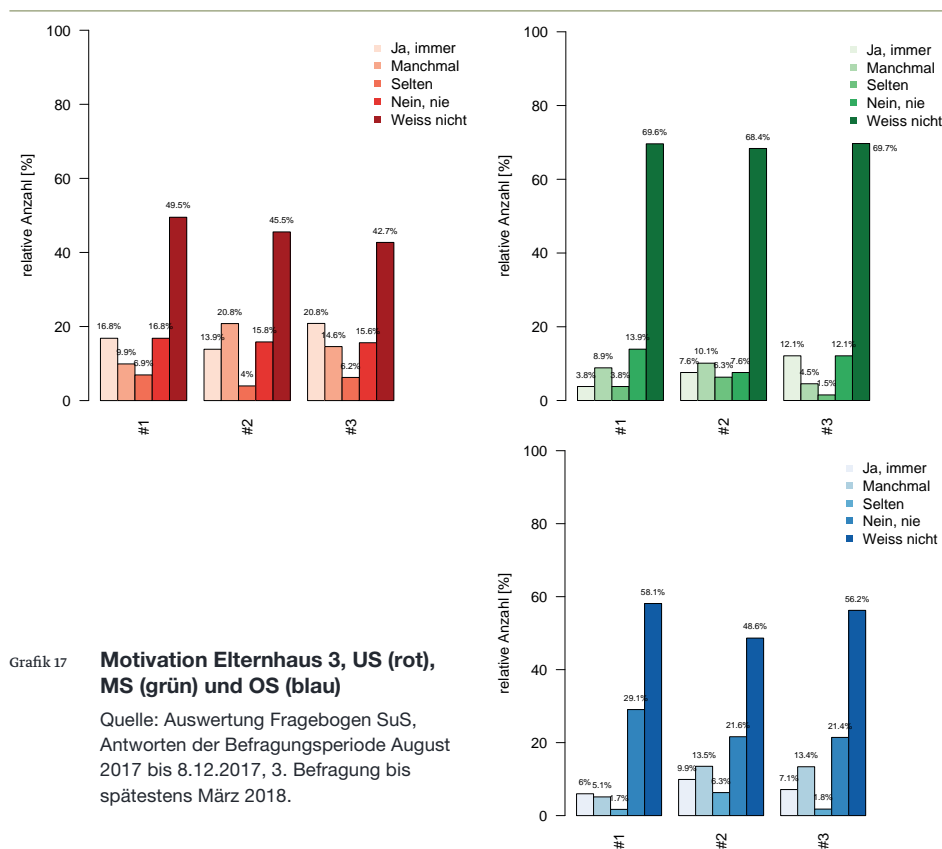 100
80
60
40
20
0
relative Anzahl [%]
Ja, immer
Manchmal
Selten
Nein, nie
Weiss nicht
16.8%
9.9%
6.9%
16.8%
49.5%
13.9%
20.8%
4%
15.8%
45.5%
20.8%
14.6%
6.2%
15.6%
42.7%
#1
#2
#3
100
80
60
40
20
0
relative Anzahl [%]
Ja, immer
Manchmal
Selten
Nein, nie
Weiss nicht
3.8%
8.9%
3.8%
13.9%
69.6%
7.6%
10.1%
6.3%
7.6%
68.4%
12.1%
4.5%
1.5%
12.1%
69.7%
#1
#2
#3
100
80
60
40
20
0
relative Anzahl [%]
Ja, immer
Manchmal
Selten
Nein, nie
Weiss nicht
6%
5.1%
1.7%
29.1%
58.1%
9.9%
13.5%
6.3%
21.6%
48.6%
7.1%
13.4%
1.8%
21.4%
56.2%
#1
#2
#3
Grafik 17
Motivation Elternhaus 3, US (rot),
MS (grün) und OS (blau)
Quelle: Auswertung Fragebogen SuS,
Antworten der Befragungsperiode August
2017 bis 8.12.2017, 3. Befragung bis
spätestens März 2018.